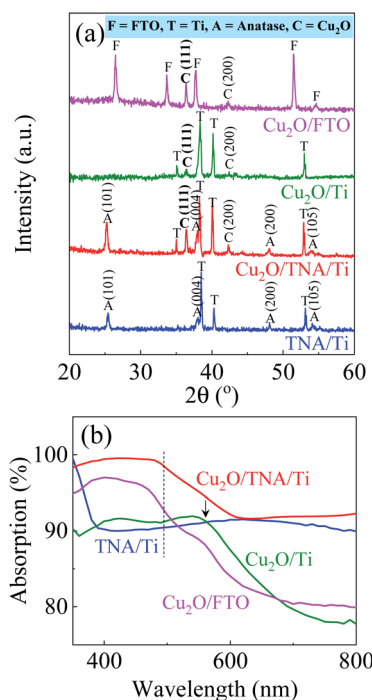 F = FTO, T = Ti, A = Anatase, C = Cu₂O
(a)
F
F
C (111)
F
C (200)
F
F
Cu₂O/FTO
T
C (111)
T
T
C (200)
T
Cu₂O/Ti
A (101)
T
C (111)
A (004)
T
T
C (200)
A (200)
T
A (105)
Cu₂O/TNA/Ti
A (101)
A (004)
T
T
A (200)
T
A (105)
TNA/Ti
Intensity (a.u.)
20 30 40 50 60
2θ (°)
(b)
100
90
80
Absorption (%)
Cu₂O/TNA/Ti
TNA/Ti
Cu₂O/Ti
Cu₂O/FTO
400 600 800
Wavelength (nm)